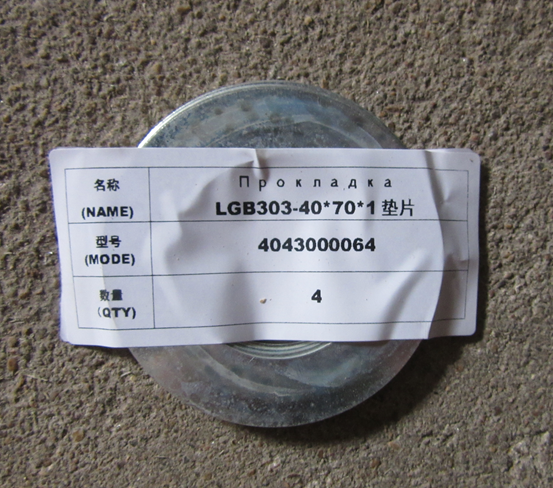 名称
(NAME)
Прокладка
LGB303-40*70*1垫片
型号
(MODE)
4043000064
数量
(QTY)
4